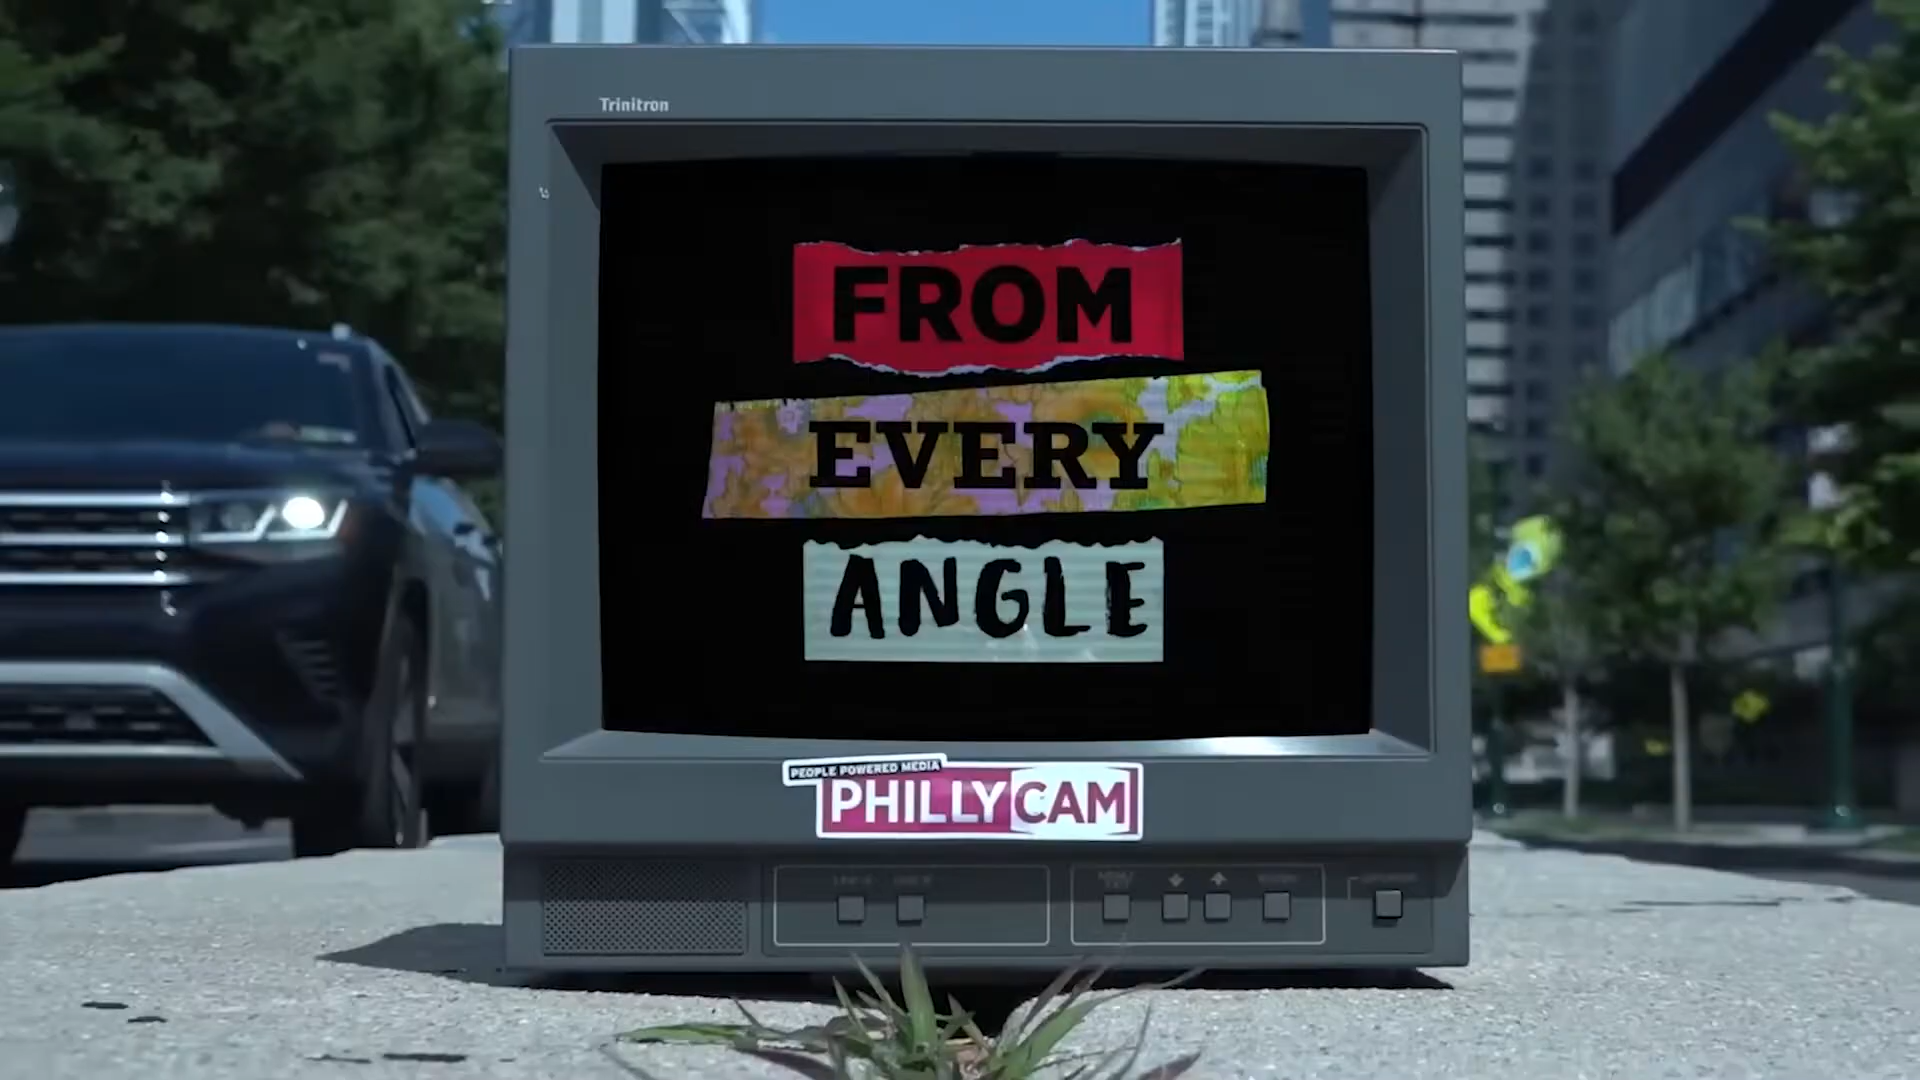 Trinitron
FROM
EVERY
ANGLE
PEOPLE POWERED MEDIA
PHILLYCAM